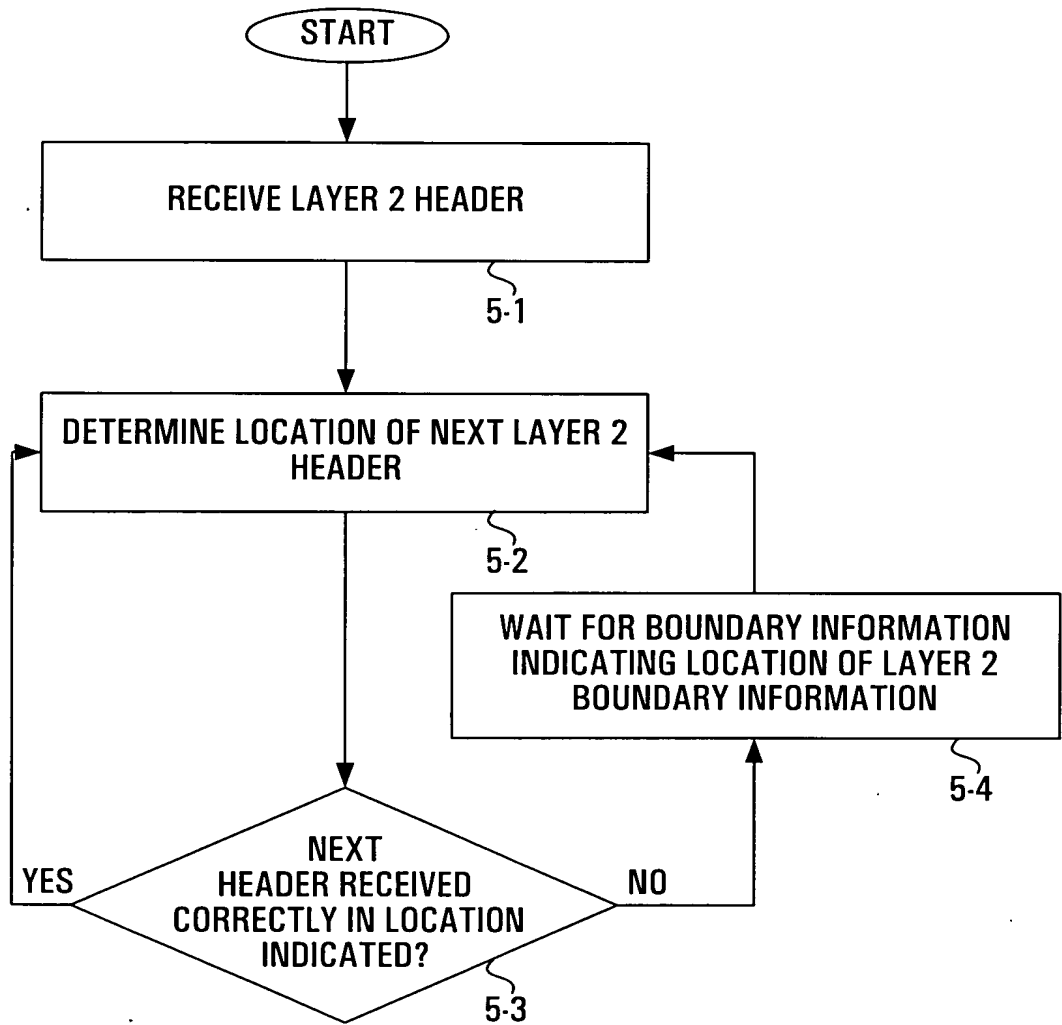 START
RECEIVE LAYER 2 HEADER
5-1
DETERMINE LOCATION OF NEXT LAYER 2
HEADER
5-2
WAIT FOR BOUNDARY INFORMATION
INDICATING LOCATION OF LAYER 2
BOUNDARY INFORMATION
5-4
NEXT
HEADER RECEIVED
CORRECTLY IN LOCATION
INDICATED?
YES
NO
5-3